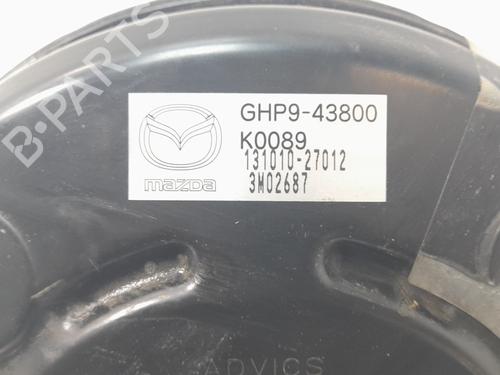 B-PARTS
GHP9-43800
K0089
131010-27012
3M02687
mazda
ADVICS